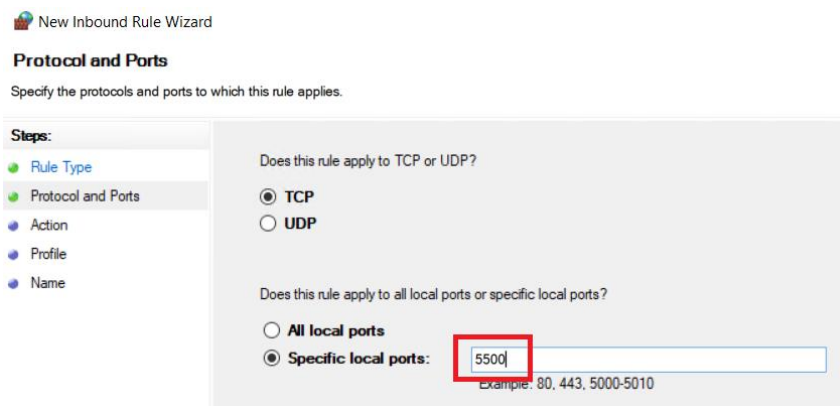 New Inbound Rule Wizard
Protocol and Ports
Specify the protocols and ports to which this rule applies.
Steps:
Rule Type
Protocol and Ports
Action
Profile
Name
Does this rule apply to TCP or UDP?
TCP
UDP
Does this rule apply to all local ports or specific local ports?
All local ports
Specific local ports:
5500
Example: 80, 443, 5000-5010